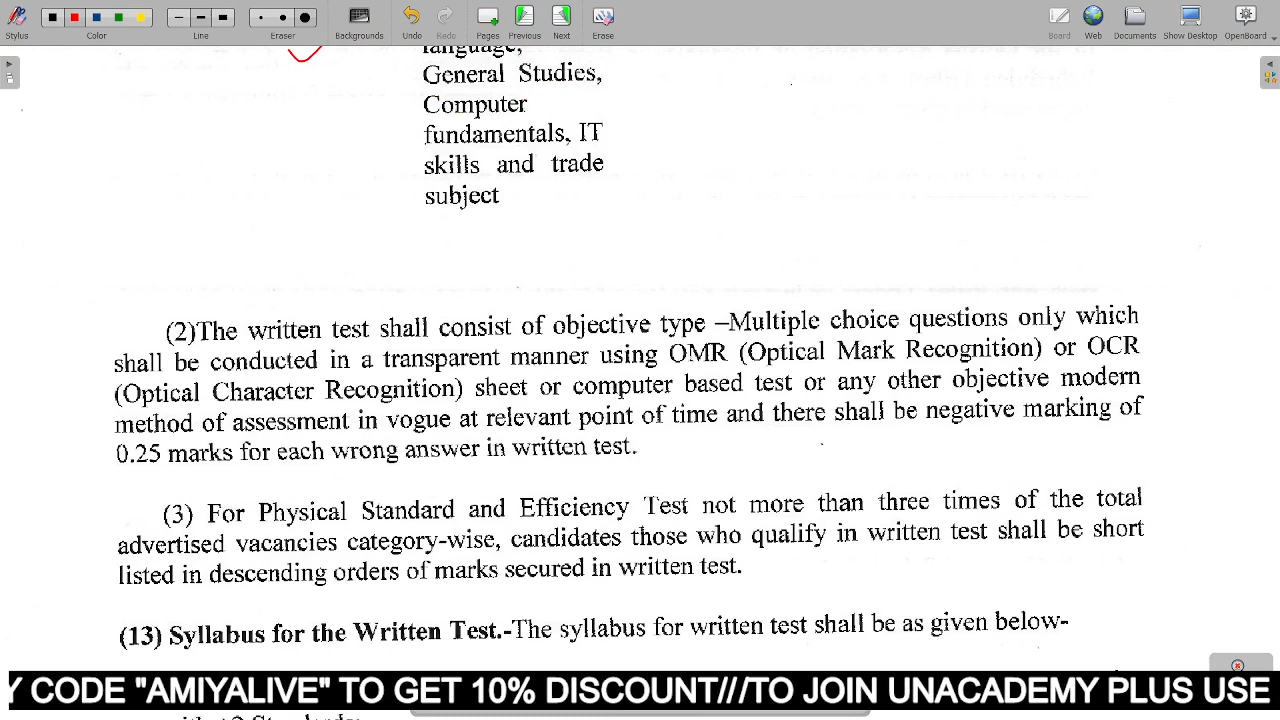 Stylus
Color
Line
Eraser
Backgrounds
Undo
Redo
Pages
Previous
Next
Erase
Board
Web
Documents
Show Desktop
OpenBoard
language,
General Studies,
Computer
fundamentals, IT
skills and trade
subject
(2)The written test shall consist of objective type –Multiple choice questions only which
shall be conducted in a transparent manner using OMR (Optical Mark Recognition) or OCR
(Optical Character Recognition) sheet or computer based test or any other objective modern
method of assessment in vogue at relevant point of time and there shall be negative marking of
0.25 marks for each wrong answer in written test.
(3) For Physical Standard and Efficiency Test not more than three times of the total
advertised vacancies category-wise, candidates those who qualify in written test shall be short
listed in descending orders of marks secured in written test.
(13) Syllabus for the Written Test.-The syllabus for written test shall be as given below-
Y CODE "AMIYALIVE" TO GET 10% DISCOUNT///TO JOIN UNACADEMY PLUS USE